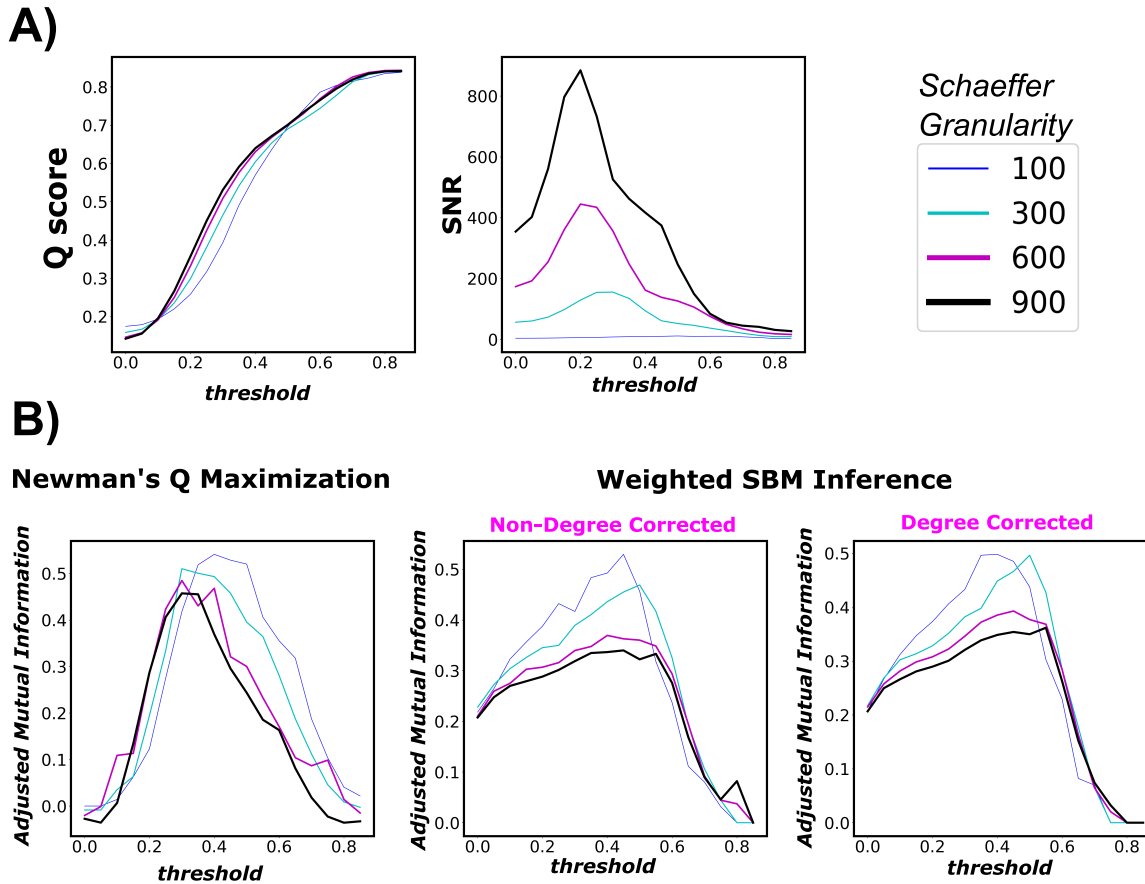 A)
Q score
0.2
0.3
0.4
0.5
0.6
0.7
0.8
0.0 0.2 0.4 0.6 0.8
threshold
SNR
0
200
400
600
800
0.0 0.2 0.4 0.6 0.8
threshold
Schaeffer
Granularity
100
300
600
900
B)
Newman's Q Maximization
Weighted SBM Inference
Adjusted Mutual Information
0.5
0.4
0.3
0.2
0.1
0.0
0.0 0.2 0.4 0.6 0.8
threshold
Non-Degree Corrected
Adjusted Mutual Information
0.5
0.4
0.3
0.2
0.1
0.0
0.0 0.2 0.4 0.6 0.8
threshold
Degree Corrected
Adjusted Mutual Information
0.5
0.4
0.3
0.2
0.1
0.0
0.0 0.2 0.4 0.6 0.8
threshold